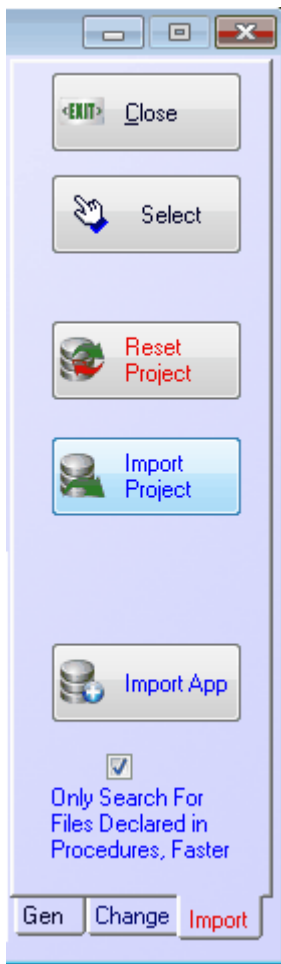 EXIT
Close
Select
Reset
Project
Import
Project
Import App
Only Search For
Files Declared in
Procedures, Faster
Gen Change Import